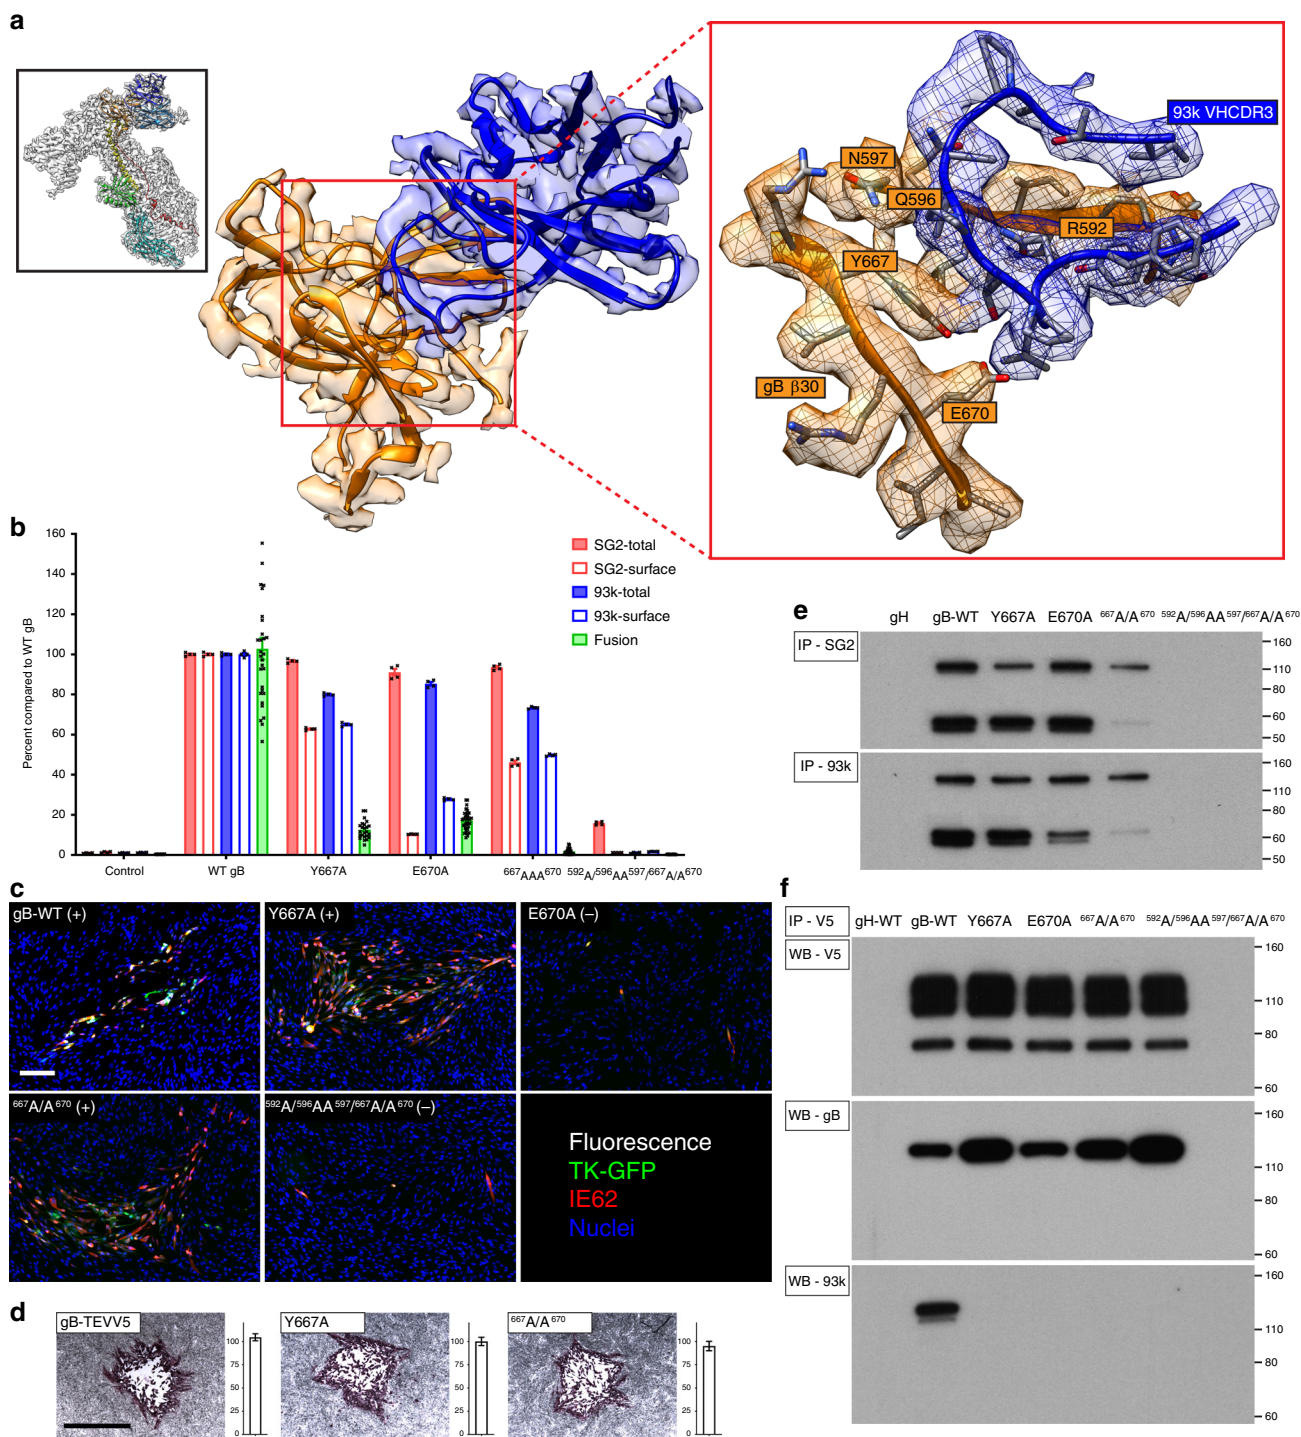 a
93k VHCDR3
N597
Q596
R592
Y667
gB β30
E670
b
160
140
120
100
80
60
40
20
0
Percent compared to WT gB
SG2-total
SG2-surface
93k-total
93k-surface
Fusion
Control
WT gB
Y667A
E670A
667AAA670
592A/596AA597/667A/A670
c
gB-WT (+)
Y667A (+)
E670A (–)
667A/A670 (+)
592A/596AA597/667A/A670 (–)
Fluorescence
TK-GFP
IE62
Nuclei
d
gB-TEVV5
100
75
50
25
0
Y667A
100
75
50
25
0
667A/A670
100
75
50
25
0
e
gH gB-WT Y667A E670A 667A/A670 592A/596AA597/667A/A670
IP - SG2
160
110
80
60
50
IP - 93k
160
110
80
60
50
f
IP - V5 gH-WT gB-WT Y667A E670A 667A/A670 592A/596AA597/667A/A670
WB - V5
160
110
80
60
WB - gB
160
110
80
60
WB - 93k
160
110
80
60